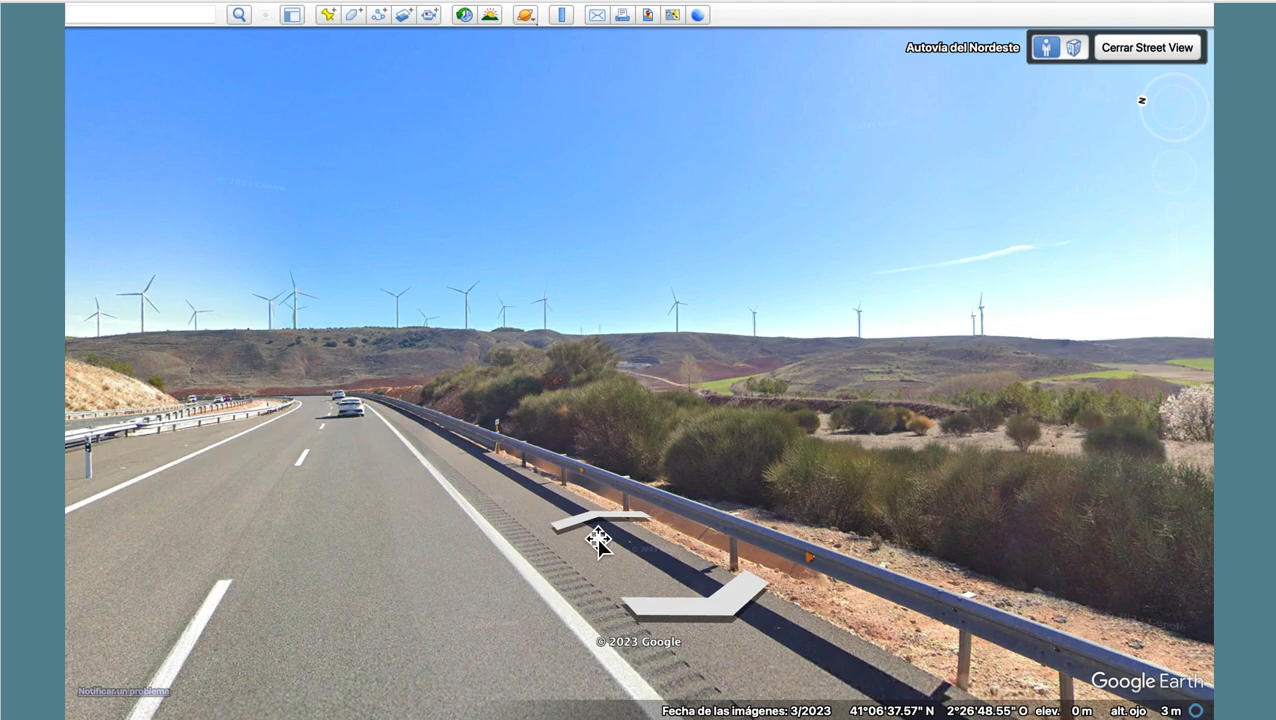 Autovía del Nordeste
Cerrar Street View
N
© 2023 Google
Notificar un problema
Google Earth
Fecha de las imágenes: 3/2023 41°06'37.57" N 2°26'48.55" O elev. 0 m alt. ojo 3 m